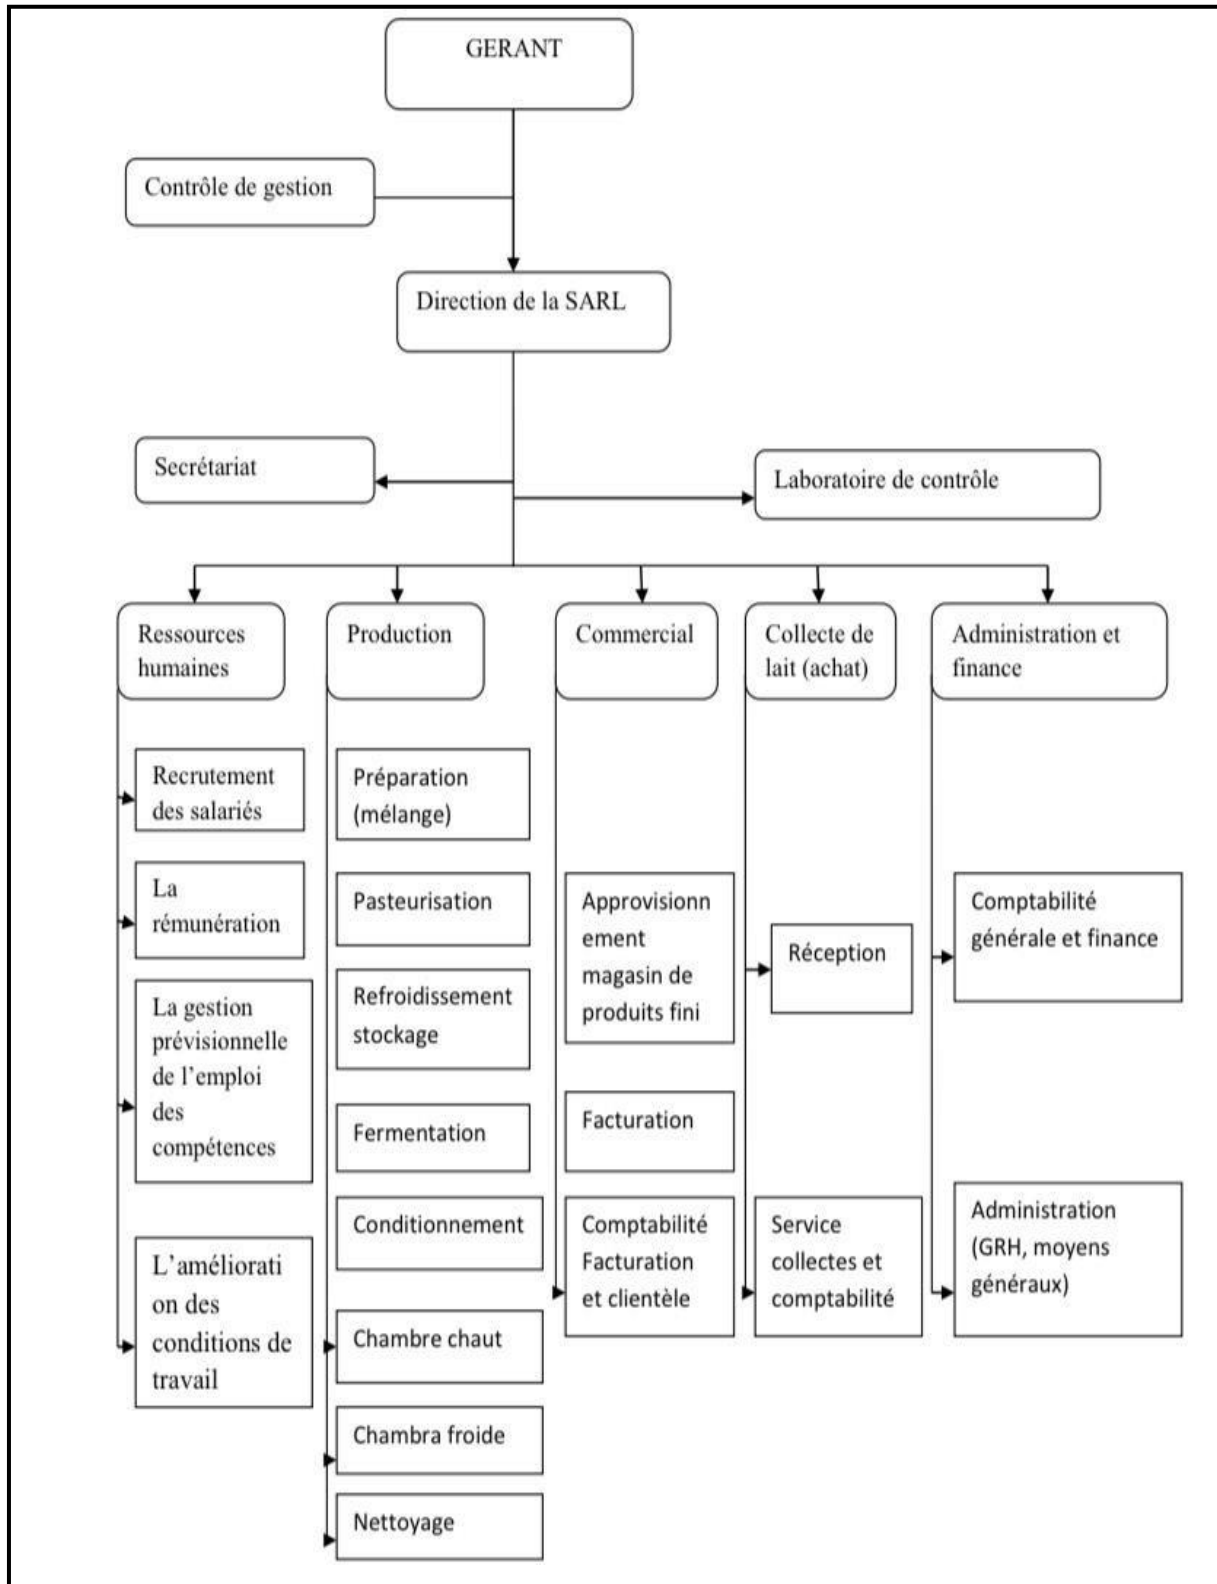 GERANT
Contrôle de gestion
Direction de la SARL
Secrétariat
Laboratoire de contrôle
Ressources
humaines
Production
Commercial
Collecte de
lait (achat)
Administration et
finance
Recrutement
des salariés
La
rémunération
La gestion
prévisionnelle
de l'emploi
des
compétences
L'améliorati
on des
conditions de
travail
Préparation
(mélange)
Pasteurisation
Refroidissement
stockage
Fermentation
Conditionnement
Chambre chaut
Chambra froide
Nettoyage
Approvisionn
ement
magasin de
produits fini
Facturation
Comptabilité
Facturation
et clientèle
Réception
Service
collectes et
comptabilité
Comptabilité
générale et finance
Administration
(GRH, moyens
généraux)